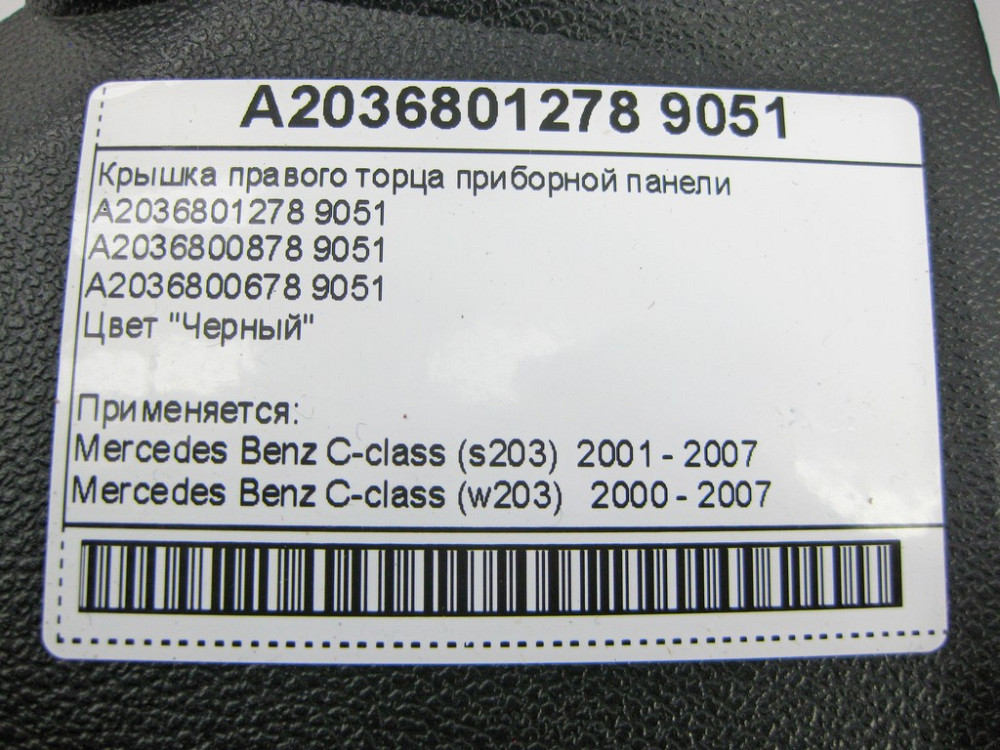 A2036801278 9051
Крышка правого торца приборной панели
A2036801278 9051
A2036800878 9051
A2036800678 9051
Цвет "Черный"
Применяется:
Mercedes Benz C-class (s203) 2001 - 2007
Mercedes Benz C-class (w203) 2000 - 2007